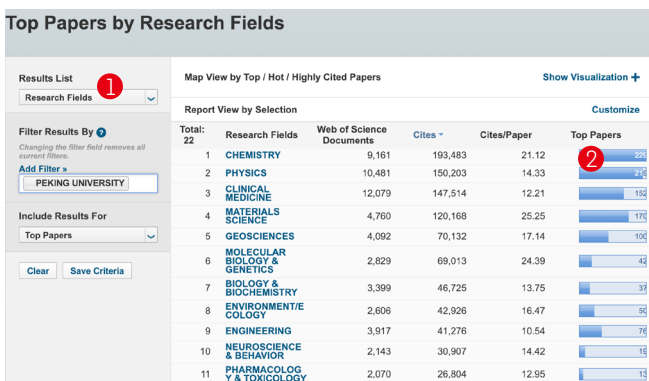 Top Papers by Research Fields
Results List
1
Research Fields
Filter Results By ?
Changing the filter field removes all
current filters.
Add Filter »
PEKING UNIVERSITY
Include Results For
Top Papers
Clear Save Criteria
Map View by Top / Hot / Highly Cited Papers Show Visualization +
Report View by Selection Customize
Total:
22
Research Fields
Web of Science
Documents
Cites
Cites/Paper
Top Papers
2
1 CHEMISTRY 9,161 193,483 21.12
2 PHYSICS 10,481 150,203 14.33
3 CLINICAL
MEDICINE 12,079 147,514 12.21 152
4 MATERIALS
SCIENCE 4,760 120,168 25.25 170
5 GEOSCIENCES 4,092 70,132 17.14 100
6 MOLECULAR
BIOLOGY &
GENETICS 2,829 69,013 24.39 42
7 BIOLOGY &
BIOCHEMISTRY 3,399 46,725 13.75 37
8 ENVIRONMENT/E
COLOGY 2,606 42,926 16.47 50
9 ENGINEERING 3,917 41,276 10.54 76
10 NEUROSCIENCE
& BEHAVIOR 2,143 30,907 14.42 19
11 PHARMACOLOG
Y & TOXICOLOGY 2,070 26,804 12.95 13